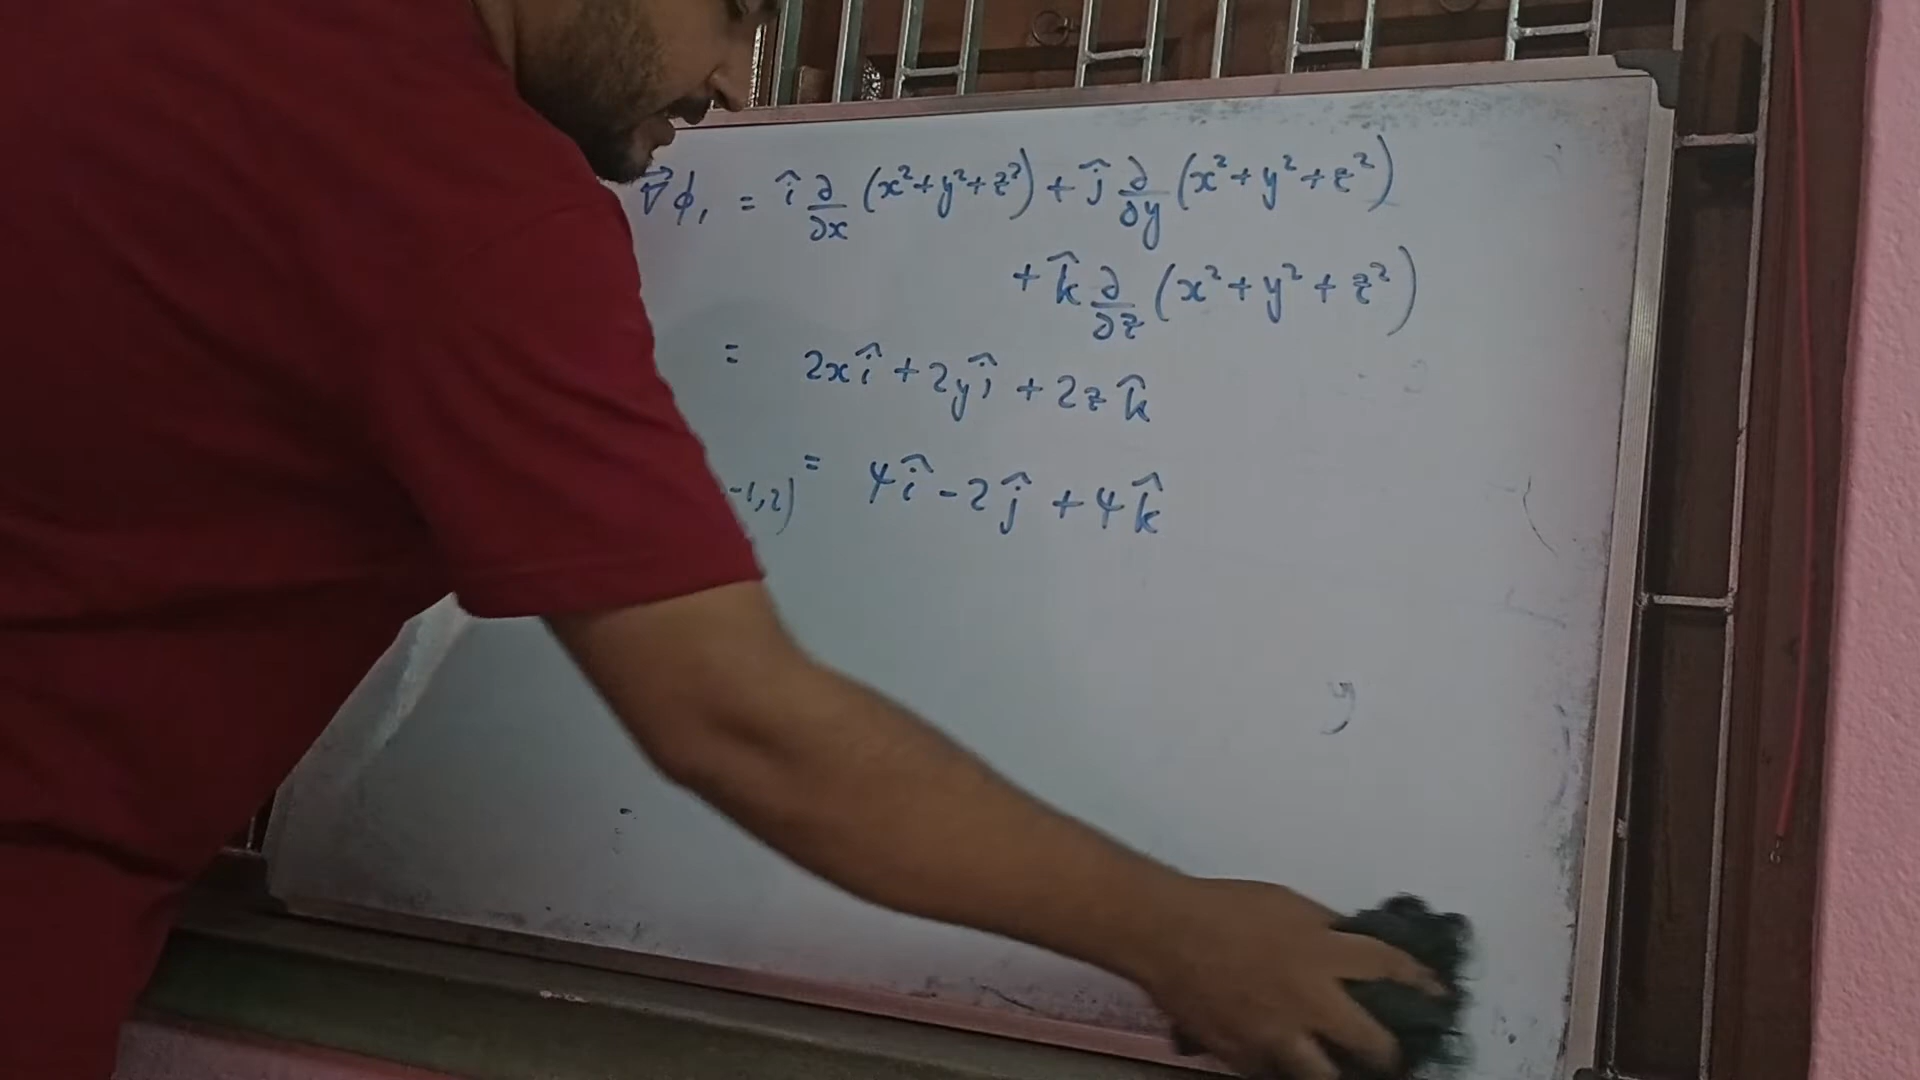 ∇⃗φ₁ = î ∂/∂x (x²+y²+z²) + ĵ ∂/∂y (x²+y²+z²)
+ k̂ ∂/∂z (x²+y²+z²)
= 2xî + 2yĵ + 2zk̂
-1,2) = 4î - 2ĵ + 4k̂
y